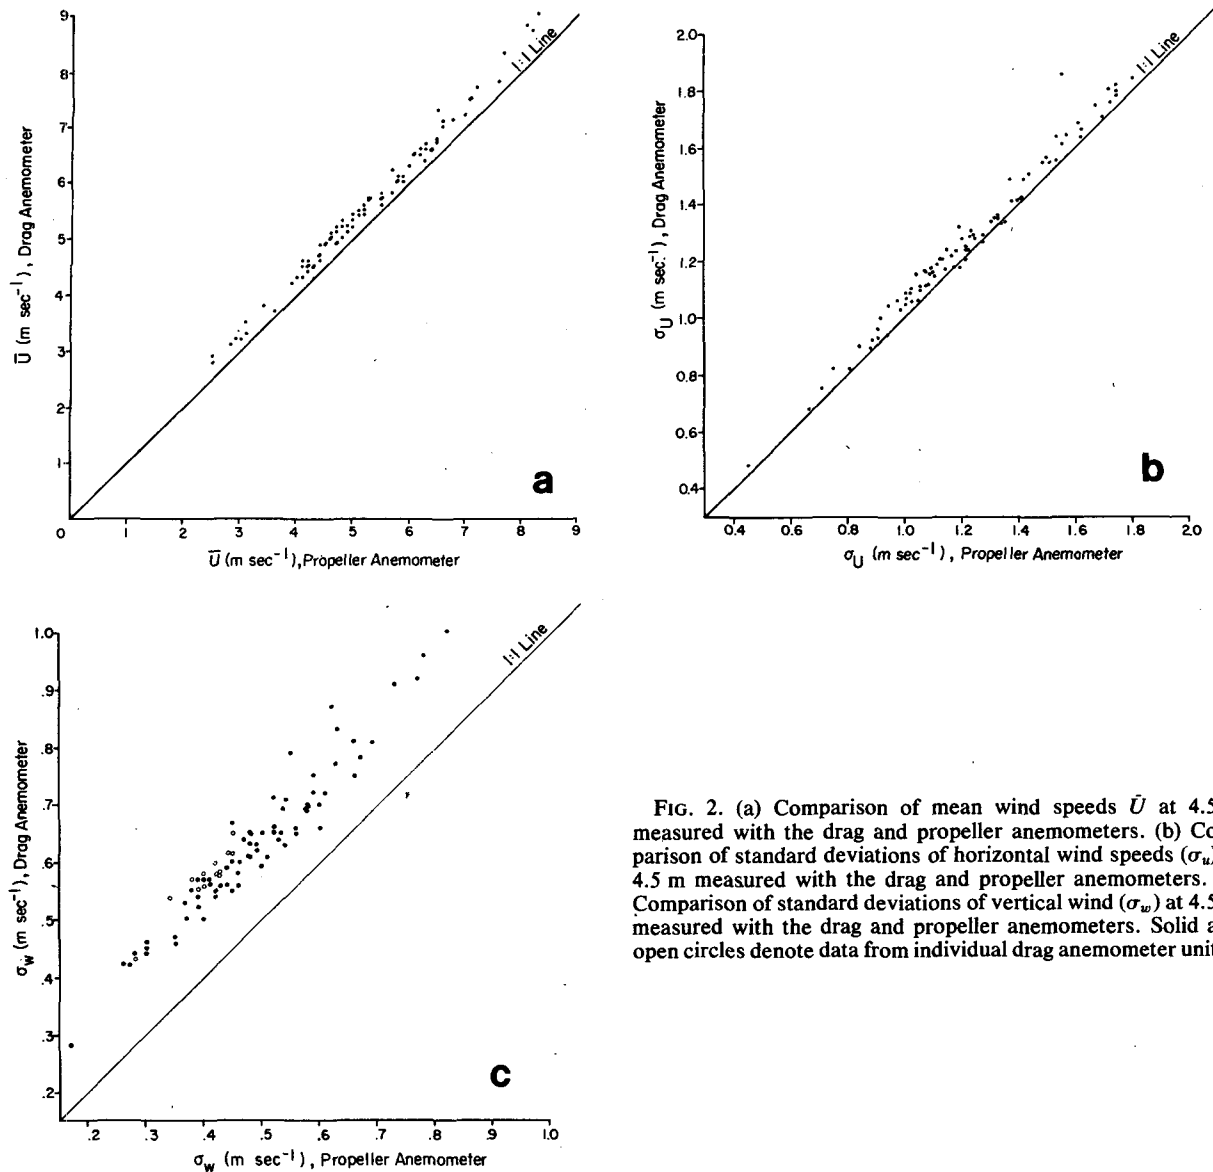 9
8
7
6
5
4
3
2
1
0
1 2 3 4 5 6 7 8 9
Ū (m sec⁻¹), Drag Anemometer
Ū (m sec⁻¹), Propeller Anemometer
1:1 Line
a
2.0
1.8
1.6
1.4
1.2
1.0
0.8
0.6
0.4
0.4 0.6 0.8 1.0 1.2 1.4 1.6 1.8 2.0
σU (m sec⁻¹), Drag Anemometer
σU (m sec⁻¹), Propeller Anemometer
1:1 Line
b
1.0
.9
.8
.7
.6
.5
.4
.3
.2
.2 .3 .4 .5 .6 .7 .8 .9 1.0
σw (m sec⁻¹), Drag Anemometer
σw (m sec⁻¹), Propeller Anemometer
1:1 Line
c
FIG. 2. (a) Comparison of mean wind speeds Ū at 4.5
measured with the drag and propeller anemometers. (b) Co
parison of standard deviations of horizontal wind speeds (σu)
4.5 m measured with the drag and propeller anemometers.
Comparison of standard deviations of vertical wind (σw) at 4.5
measured with the drag and propeller anemometers. Solid a
open circles denote data from individual drag anemometer unit